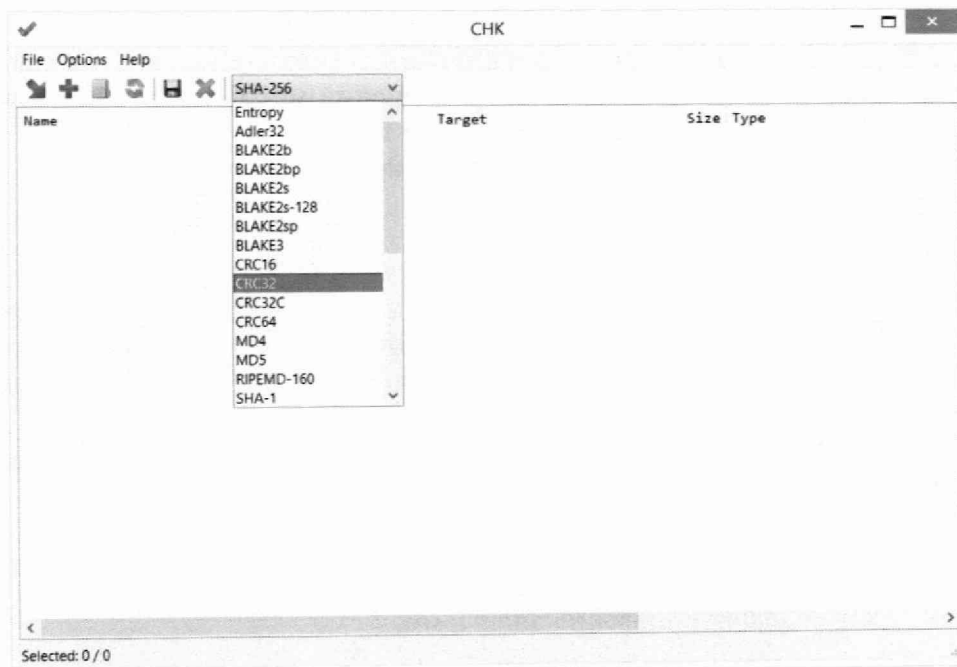 CHK
File Options Help
SHA-256
Name Target Size Type
Entropy
Adler32
BLAKE2b
BLAKE2bp
BLAKE2s
BLAKE2s-128
BLAKE2sp
BLAKE3
CRC16
CRC32
CRC32C
CRC64
MD4
MD5
RIPEMD-160
SHA-1
Selected: 0 / 0